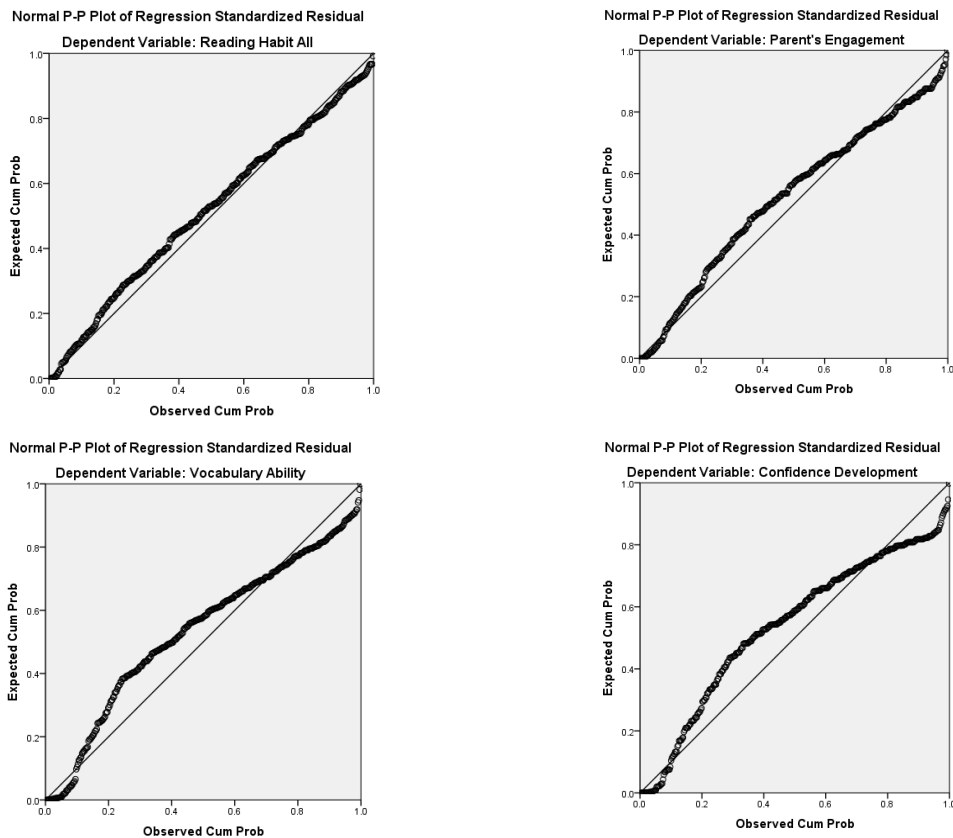 Normal P-P Plot of Regression Standardized Residual
Dependent Variable: Reading Habit All
Expected Cum Prob
1.0
0.8
0.6
0.4
0.2
0.0
0.0 0.2 0.4 0.6 0.8 1.0
Observed Cum Prob
Normal P-P Plot of Regression Standardized Residual
Dependent Variable: Parent's Engagement
Expected Cum Prob
1.0
0.8
0.6
0.4
0.2
0.0
0.0 0.2 0.4 0.6 0.8 1.0
Observed Cum Prob
Normal P-P Plot of Regression Standardized Residual
Dependent Variable: Vocabulary Ability
Expected Cum Prob
1.0
0.8
0.6
0.4
0.2
0.0
0.0 0.2 0.4 0.6 0.8 1.0
Observed Cum Prob
Normal P-P Plot of Regression Standardized Residual
Dependent Variable: Confidence Development
Expected Cum Prob
1.0
0.8
0.6
0.4
0.2
0.0
0.0 0.2 0.4 0.6 0.8 1.0
Observed Cum Prob